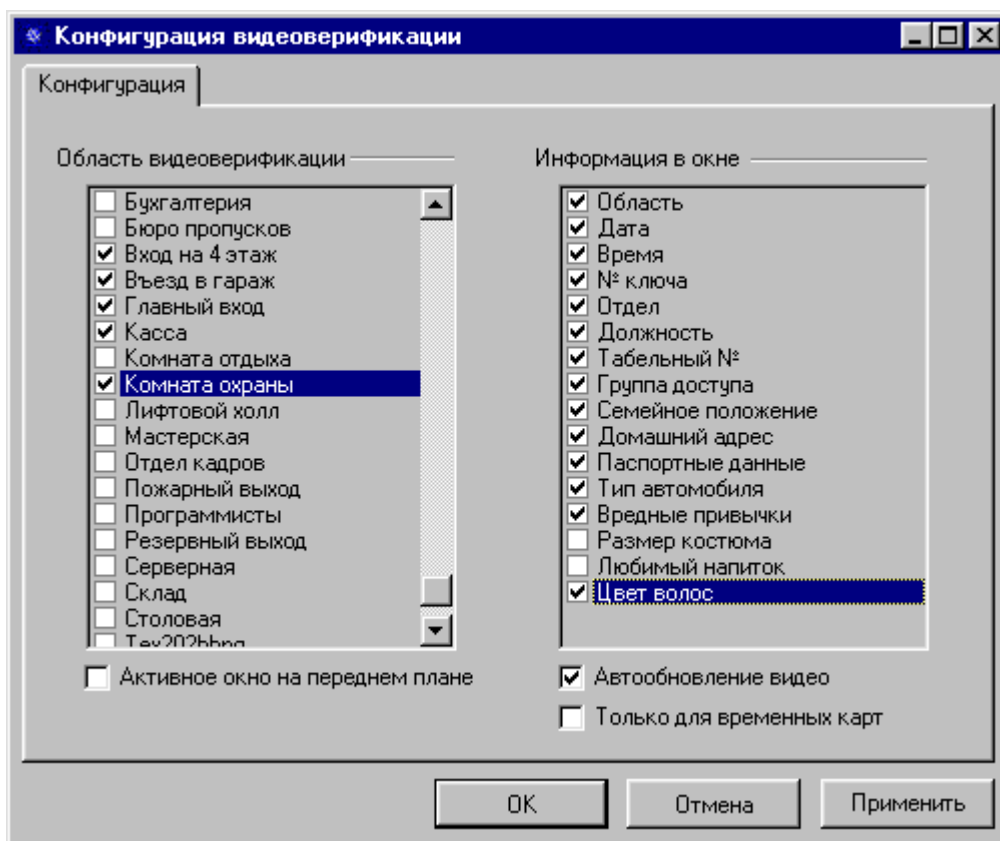 Конфигурация видеоверификации
Конфигурация
Область видеоверификации
Бухгалтерия
Бюро пропусков
Вход на 4 этаж
Въезд в гараж
Главный вход
Касса
Комната отдыха
Комната охраны
Лифтовой холл
Мастерская
Отдел кадров
Пожарный выход
Программисты
Резервный выход
Серверная
Склад
Столовая
Активное окно на переднем плане
Информация в окне
Область
Дата
Время
№ ключа
Отдел
Должность
Табельный №
Группа доступа
Семейное положение
Домашний адрес
Паспортные данные
Тип автомобиля
Вредные привычки
Размер костюма
Любимый напиток
Цвет волос
Автообновление видео
Только для временных карт
OK
Отмена
Применить